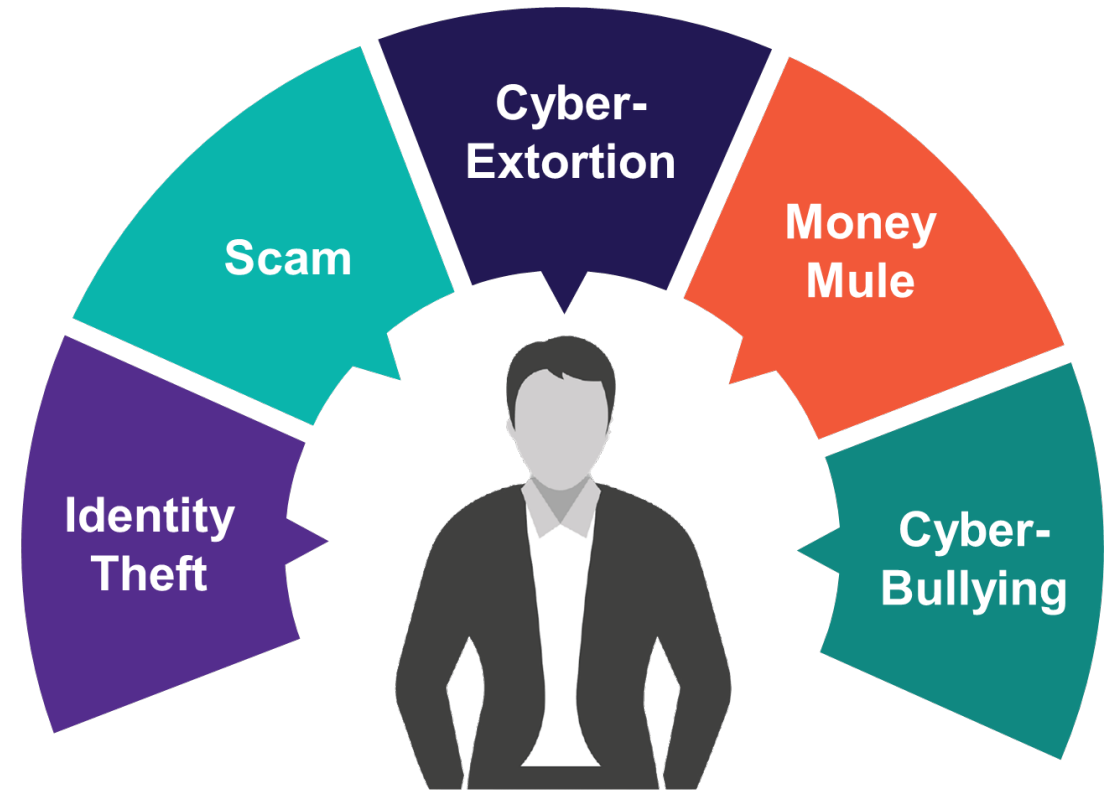 Cyber-
Extortion
Scam
Money
Mule
Identity
Theft
Cyber-
Bullying